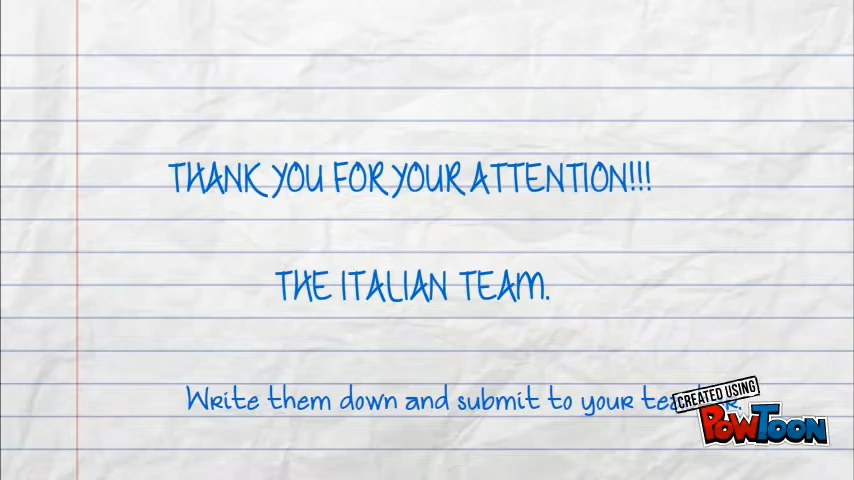 THANK YOU FOR YOUR ATTENTION!!!
THE ITALIAN TEAM.
Write them down and submit to your
CREATED USING
POWTOON